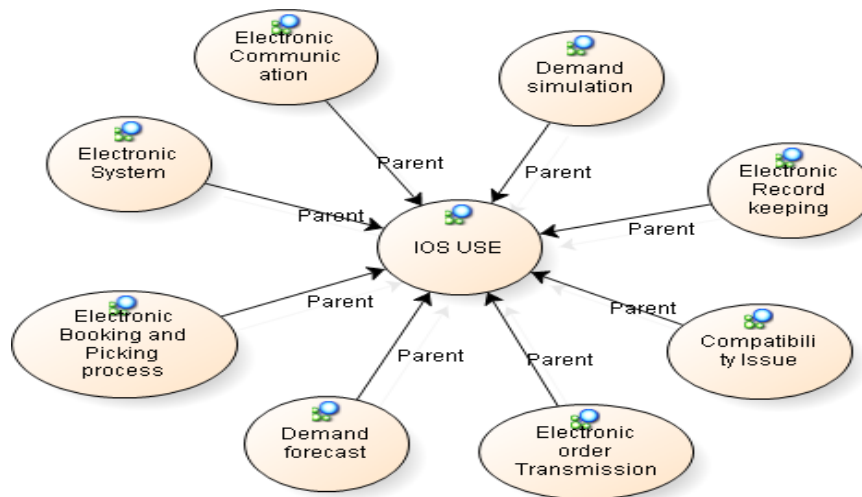 Electronic
Communic
ation
Demand
simulation
Parent
Parent
Electronic
System
Parent
Electronic
Record
keeping
Parent
IOS USE
Electronic
Booking and
Picking
process
Parent
Parent
Compatibili
ty Issue
Parent
Parent
Demand
forecast
Electronic
order
Transmission